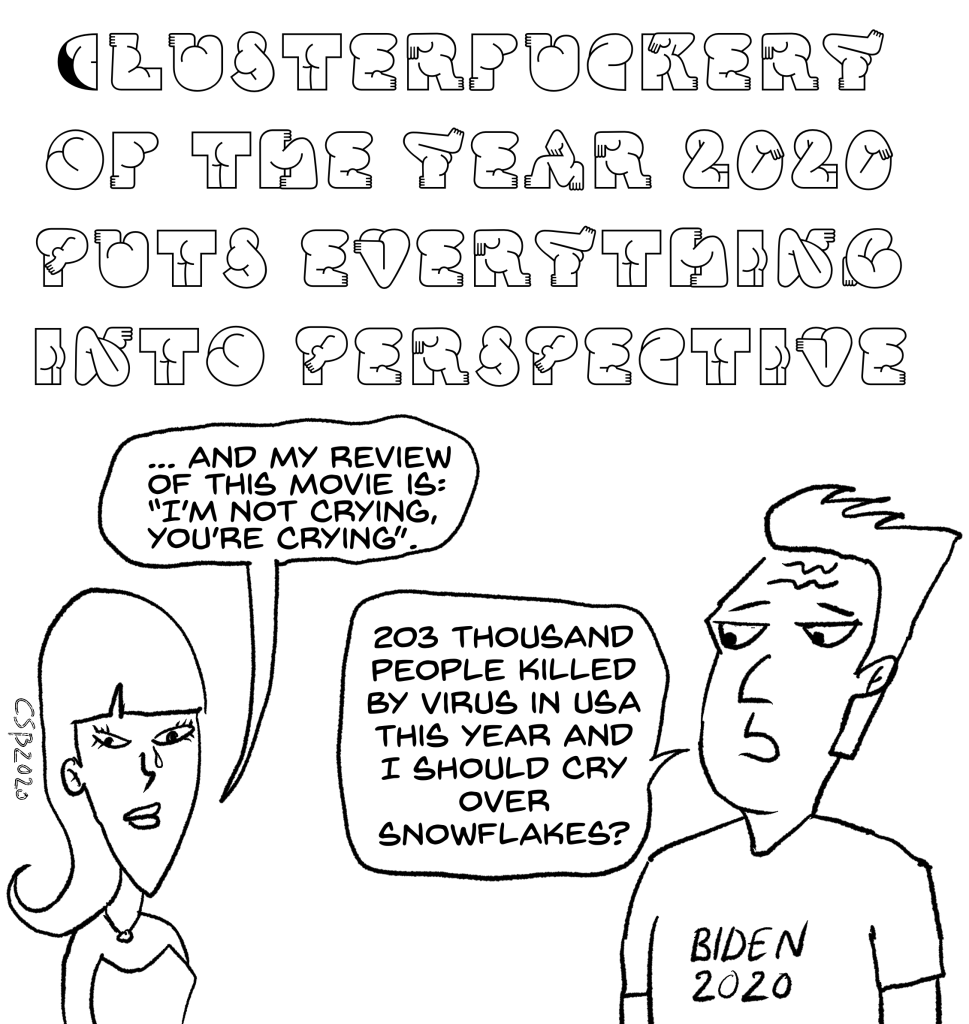 CLUSTERFUCKERY
OF THE YEAR 2020
PUTS EVERYTHING
INTO PERSPECTIVE
... AND MY REVIEW
OF THIS MOVIE IS:
"I'M NOT CRYING,
YOU'RE CRYING".
203 THOUSAND
PEOPLE KILLED
BY VIRUS IN USA
THIS YEAR AND
I SHOULD CRY
OVER
SNOWFLAKES?
CSB2020
BIDEN
2020